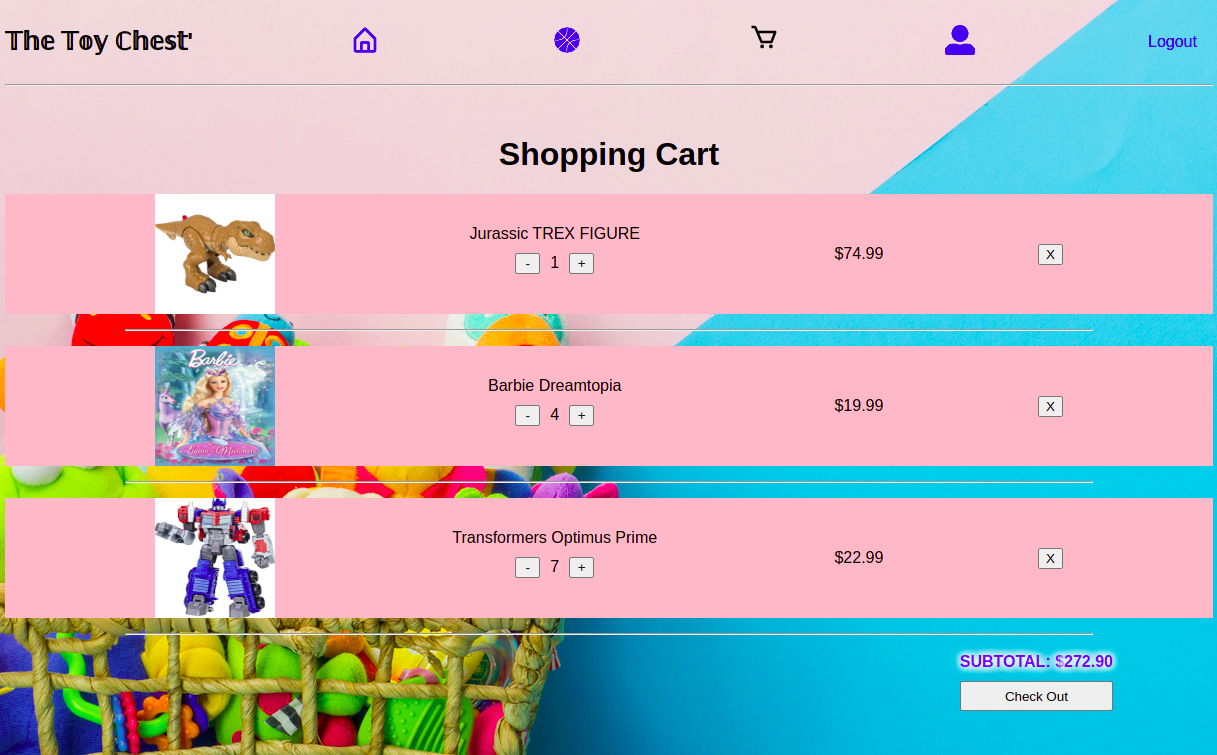 The Toy Chest'
Logout
Shopping Cart
Jurassic TREX FIGURE
- 1 +
$74.99
X
Barbie
Barbie Dreamtopia
- 4 +
$19.99
X
Transformers Optimus Prime
- 7 +
$22.99
X
SUBTOTAL: $272.90
Check Out